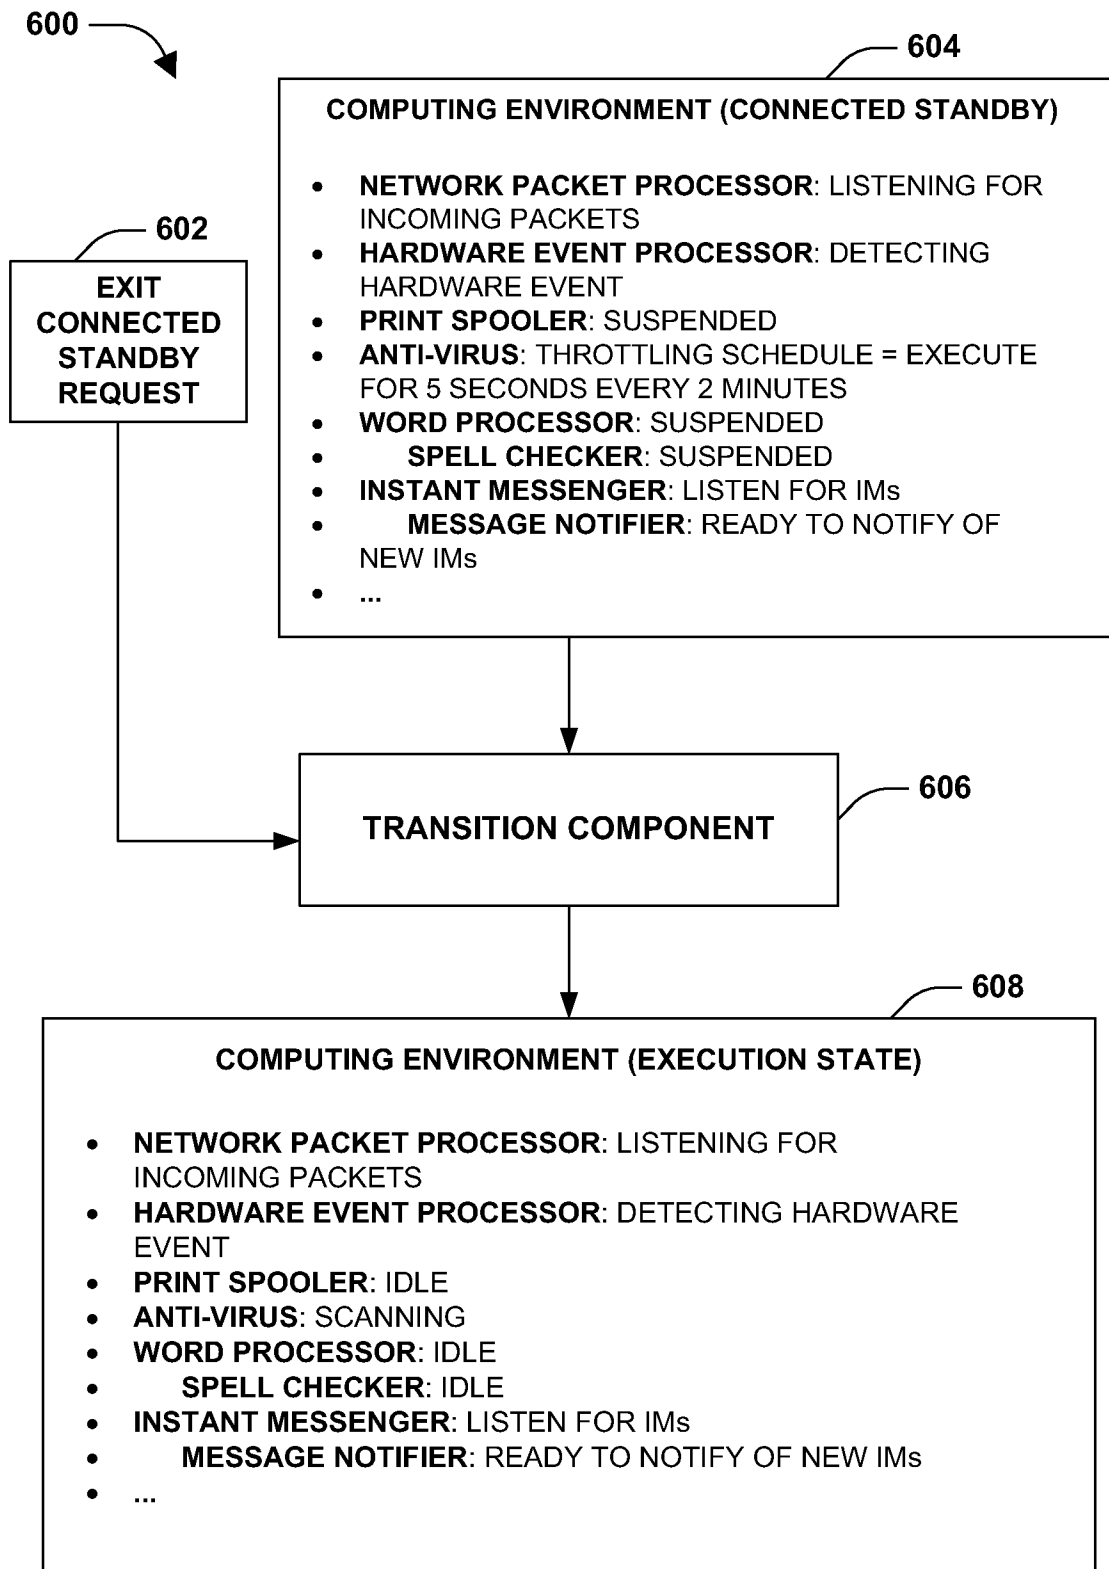 600
604
COMPUTING ENVIRONMENT (CONNECTED STANDBY)
• NETWORK PACKET PROCESSOR: LISTENING FOR
INCOMING PACKETS
• HARDWARE EVENT PROCESSOR: DETECTING
HARDWARE EVENT
• PRINT SPOOLER: SUSPENDED
• ANTI-VIRUS: THROTTLING SCHEDULE = EXECUTE
FOR 5 SECONDS EVERY 2 MINUTES
• WORD PROCESSOR: SUSPENDED
• SPELL CHECKER: SUSPENDED
• INSTANT MESSENGER: LISTEN FOR IMs
• MESSAGE NOTIFIER: READY TO NOTIFY OF
NEW IMs
• ...
602
EXIT
CONNECTED
STANDBY
REQUEST
606
TRANSITION COMPONENT
608
COMPUTING ENVIRONMENT (EXECUTION STATE)
• NETWORK PACKET PROCESSOR: LISTENING FOR
INCOMING PACKETS
• HARDWARE EVENT PROCESSOR: DETECTING HARDWARE
EVENT
• PRINT SPOOLER: IDLE
• ANTI-VIRUS: SCANNING
• WORD PROCESSOR: IDLE
• SPELL CHECKER: IDLE
• INSTANT MESSENGER: LISTEN FOR IMs
• MESSAGE NOTIFIER: READY TO NOTIFY OF NEW IMs
• ...